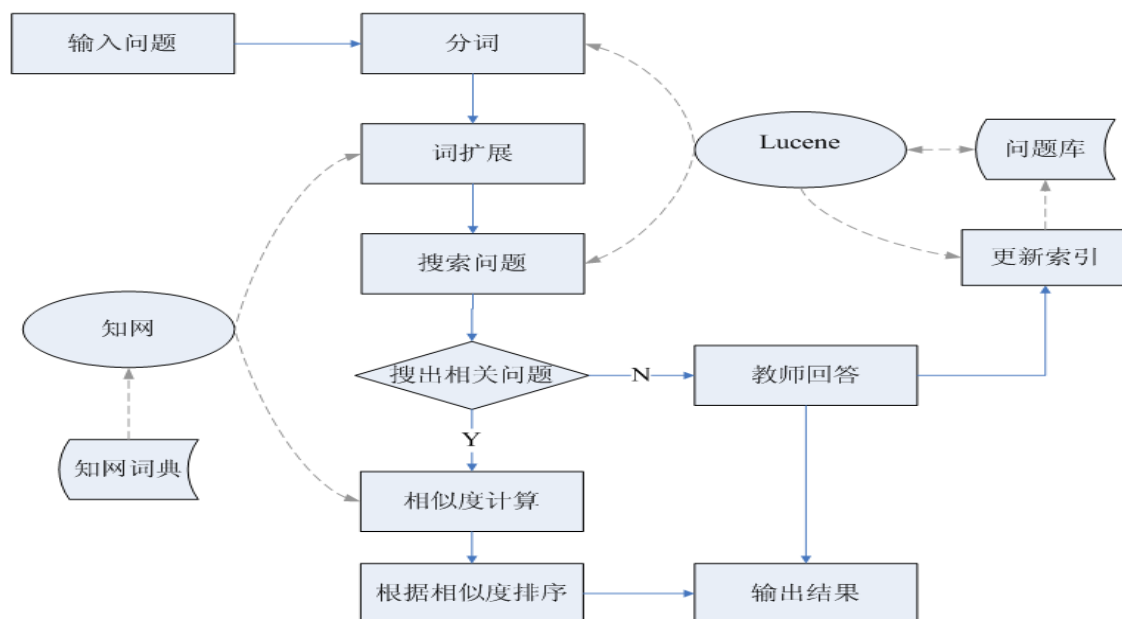 输入问题
分词
词扩展
Lucene
问题库
搜索问题
更新索引
知网
搜出相关问题
N
教师回答
Y
知网词典
相似度计算
根据相似度排序
输出结果